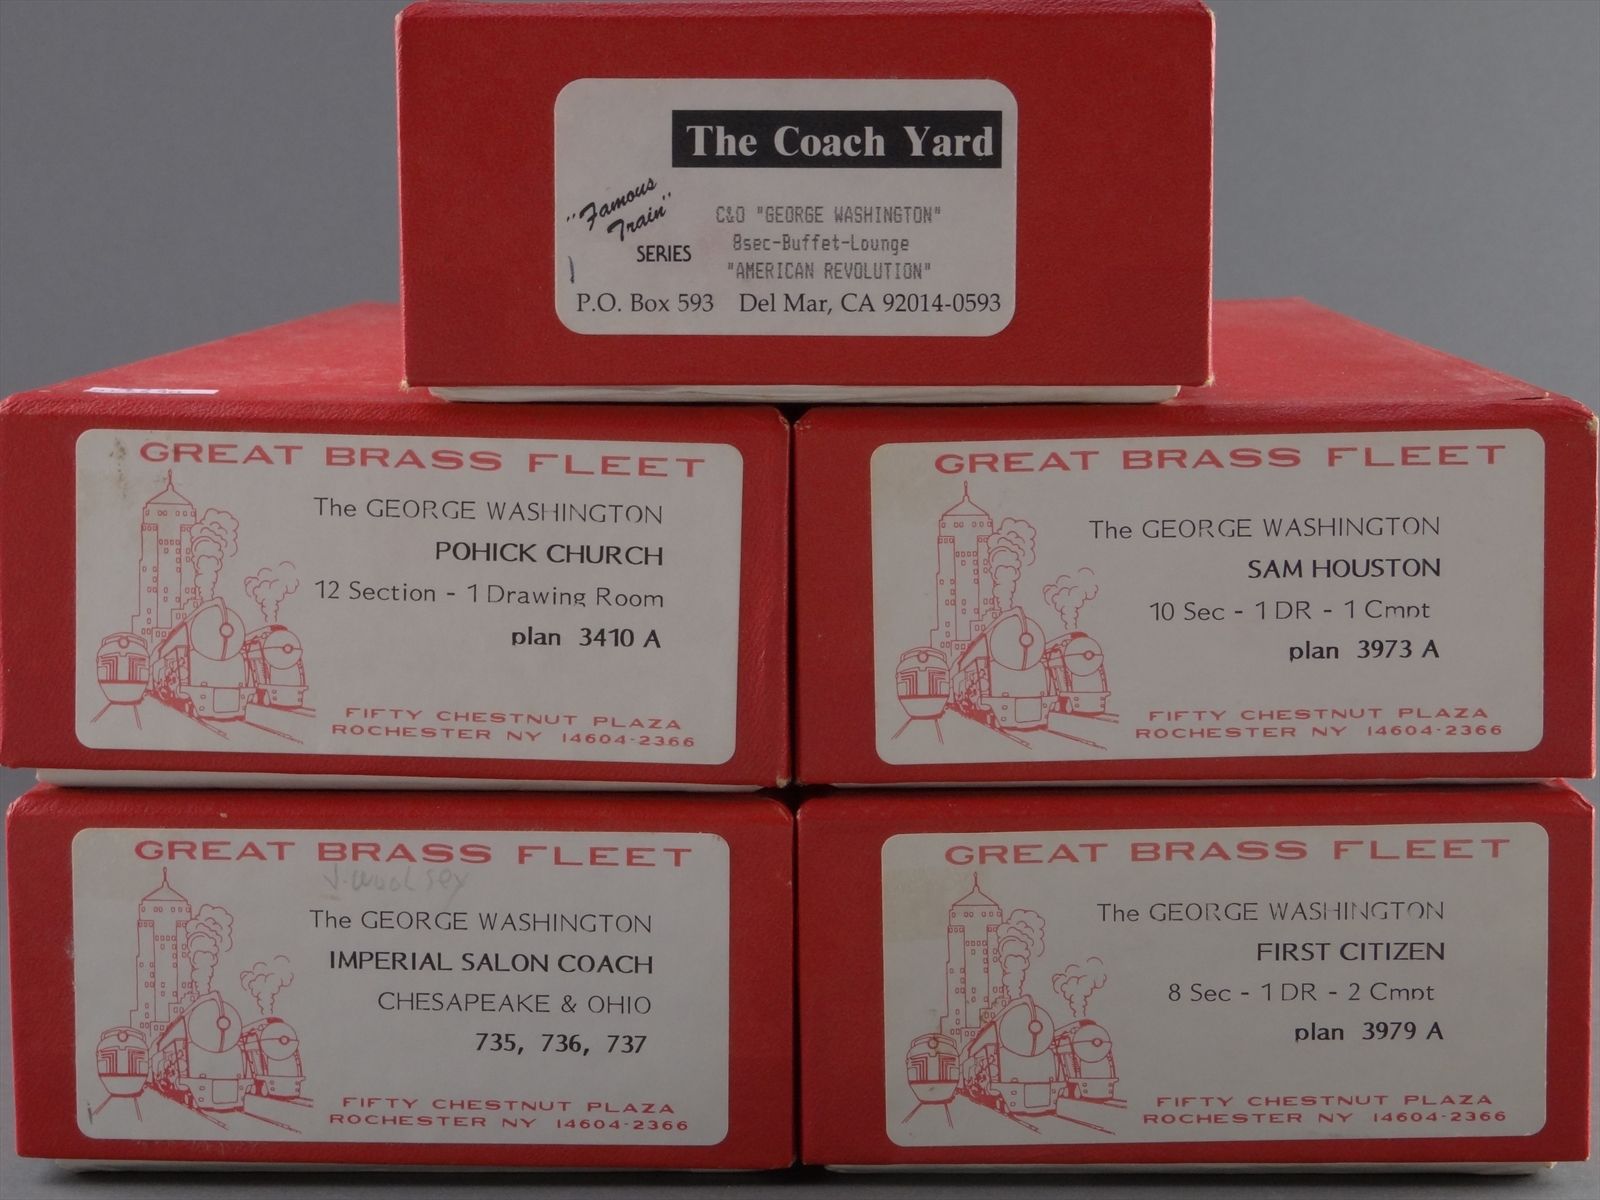 The Coach Yard
"Famous
Train"
SERIES
C&O "GEORGE WASHINGTON"
8sec-Buffet-Lounge
"AMERICAN REVOLUTION"
P.O. Box 593 Del Mar, CA 92014-0593
GREAT BRASS FLEET
The GEORGE WASHINGTON
POHICK CHURCH
12 Section - 1 Drawing Room
plan 3410 A
FIFTY CHESTNUT PLAZA
ROCHESTER NY 14604-2366
GREAT BRASS FLEET
The GEORGE WASHINGTON
SAM HOUSTON
10 Sec - 1 DR - 1 Cmpt
plan 3973 A
FIFTY CHESTNUT PLAZA
ROCHESTER NY 14604-2366
GREAT BRASS FLEET
J. Woolsey
The GEORGE WASHINGTON
IMPERIAL SALON COACH
CHESAPEAKE & OHIO
735, 736, 737
FIFTY CHESTNUT PLAZA
ROCHESTER NY 14604-2366
GREAT BRASS FLEET
The GEORGE WASHINGTON
FIRST CITIZEN
8 Sec - 1 DR - 2 Cmpt
plan 3979 A
FIFTY CHESTNUT PLAZA
ROCHESTER NY 14604-2366